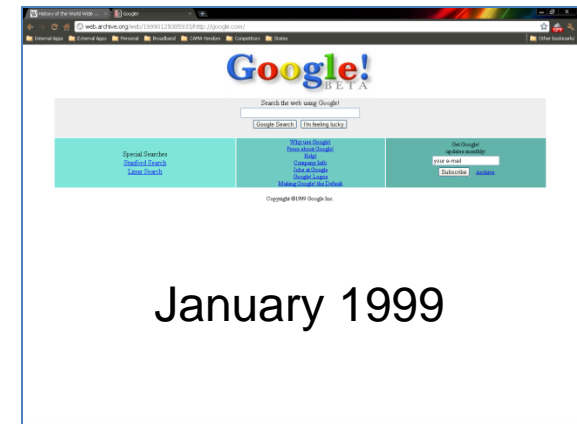 History of the World Wide ...
Google!
web.archive.org/web/19990125085933/http://google.com/
Internal Apps External Apps Personal Broadband CAMA Vendors Competitors States Other bookmarks
Google!
BETA
Search the web using Google!
Google Search I'm feeling lucky
Special Searches
Stanford Search
Linux Search
Why use Google!
Press about Google!
Help!
Company Info
Jobs at Google
Google! Logos
Making Google! the Default
Get Google!
updates monthly:
your e-mail
Subscribe Archive
Copyright ©1999 Google Inc.
January 1999